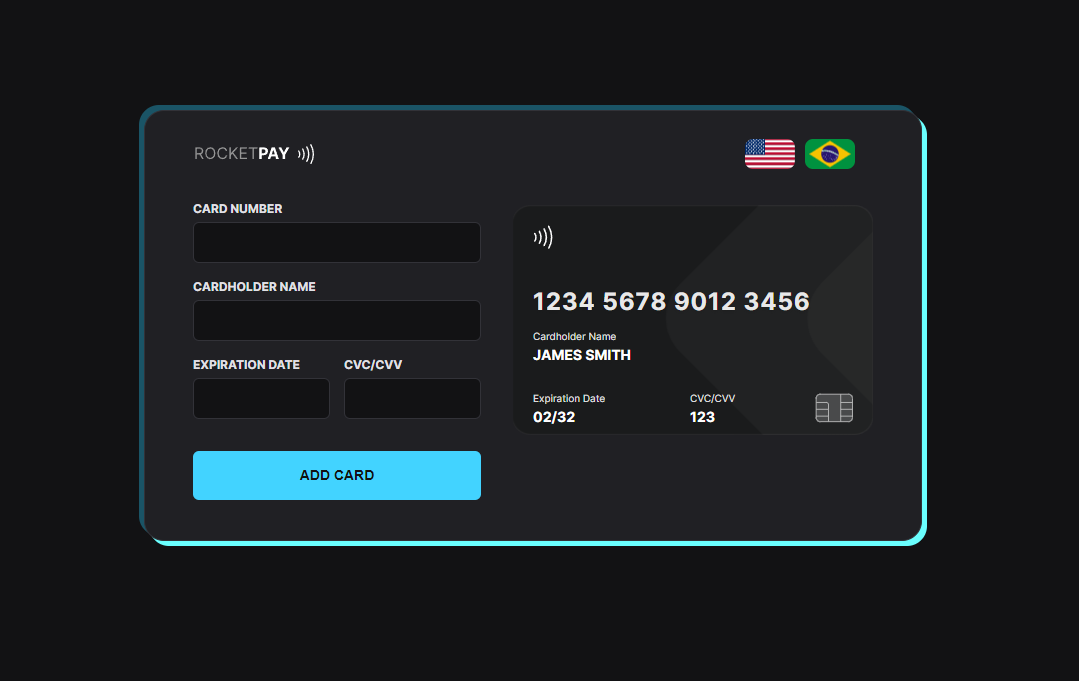 ROCKETPAY
CARD NUMBER
CARDHOLDER NAME
EXPIRATION DATE CVC/CVV
ADD CARD
1234 5678 9012 3456
Cardholder Name
JAMES SMITH
Expiration Date CVC/CVV
02/32 123